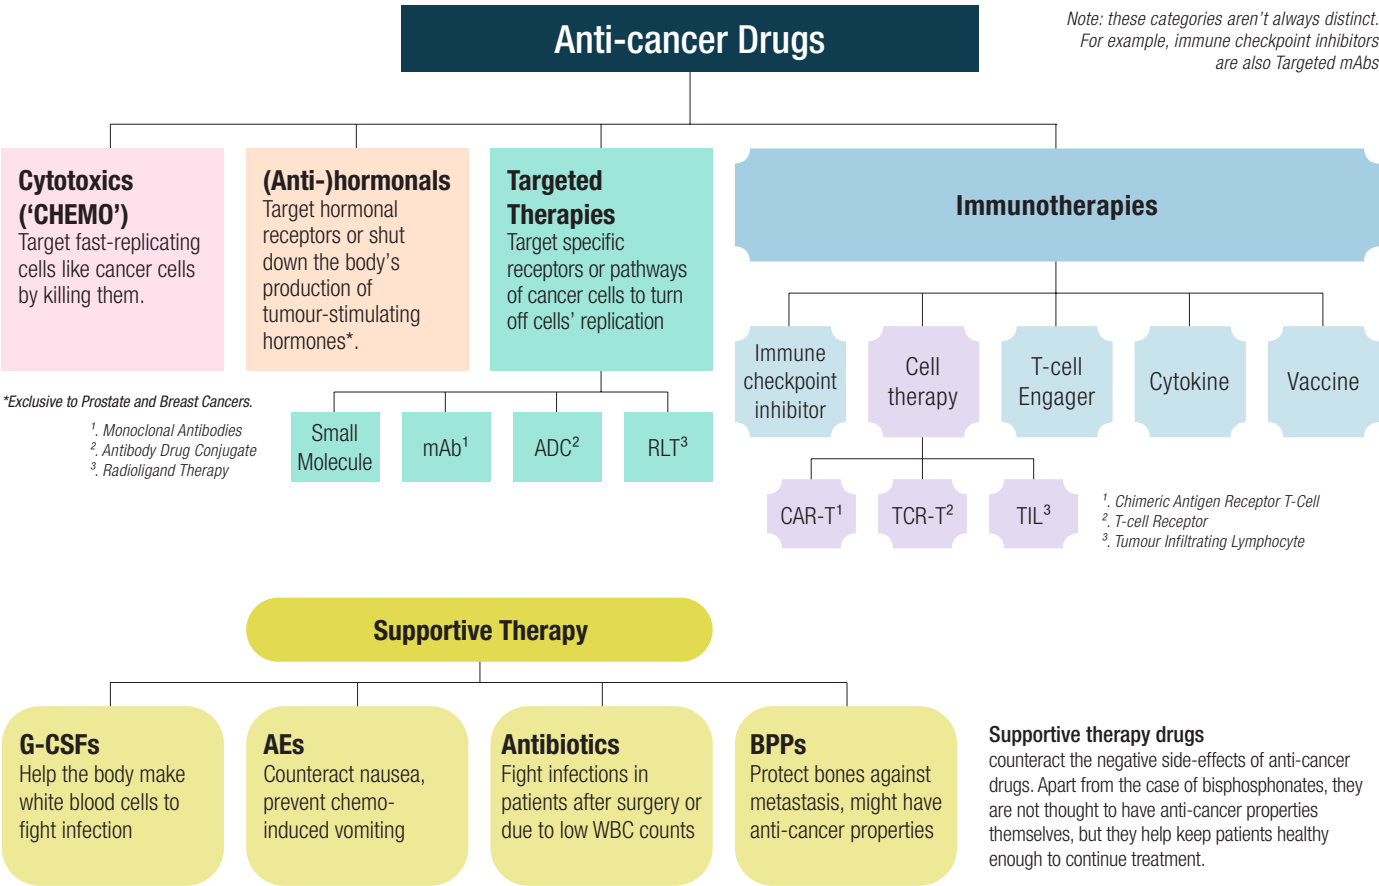 Anti-cancer Drugs
Note: these categories aren't always distinct.
For example, immune checkpoint inhibitors
are also Targeted mAbs
Cytotoxics
(‘CHEMO’)
Target fast-replicating
cells like cancer cells
by killing them.
(Anti-)hormonals
Target hormonal
receptors or shut
down the body’s
production of
tumour-stimulating
hormones*.
Targeted
Therapies
Target specific
receptors or pathways
of cancer cells to turn
off cells’ replication
Immunotherapies
*Exclusive to Prostate and Breast Cancers.
¹. Monoclonal Antibodies
². Antibody Drug Conjugate
³. Radioligand Therapy
Small
Molecule
mAb¹
ADC²
RLT³
Immune
checkpoint
inhibitor
Cell
therapy
T-cell
Engager
Cytokine
Vaccine
CAR-T¹
TCR-T²
TIL³
¹. Chimeric Antigen Receptor T-Cell
². T-cell Receptor
³. Tumour Infiltrating Lymphocyte
Supportive Therapy
G-CSFs
Help the body make
white blood cells to
fight infection
AEs
Counteract nausea,
prevent chemo-
induced vomiting
Antibiotics
Fight infections in
patients after surgery or
due to low WBC counts
BPPs
Protect bones against
metastasis, might have
anti-cancer properties
Supportive therapy drugs
counteract the negative side-effects of anti-cancer
drugs. Apart from the case of bisphosphonates, they
are not thought to have anti-cancer properties
themselves, but they help keep patients healthy
enough to continue treatment.